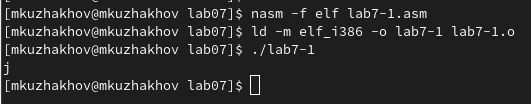 [mkuzhakhov@mkuzhakhov lab07]$ nasm -f elf lab7-1.asm
[mkuzhakhov@mkuzhakhov lab07]$ ld -m elf_i386 -o lab7-1 lab7-1.o
[mkuzhakhov@mkuzhakhov lab07]$ ./lab7-1
j
[mkuzhakhov@mkuzhakhov lab07]$